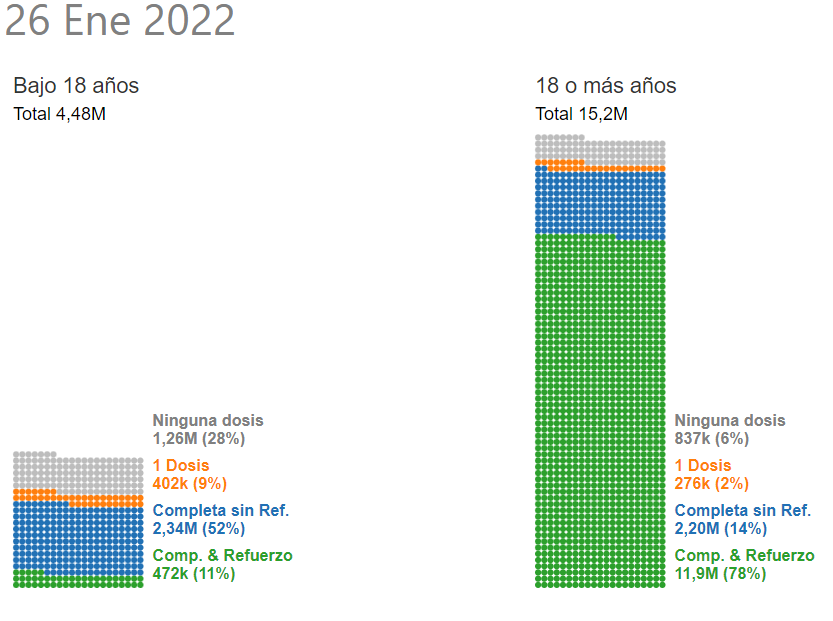 26 Ene 2022
Bajo 18 años
Total 4,48M
Ninguna dosis
1,26M (28%)
1 Dosis
402k (9%)
Completa sin Ref.
2,34M (52%)
Comp. & Refuerzo
472k (11%)
18 o más años
Total 15,2M
Ninguna dosis
837k (6%)
1 Dosis
276k (2%)
Completa sin Ref.
2,20M (14%)
Comp. & Refuerzo
11,9M (78%)